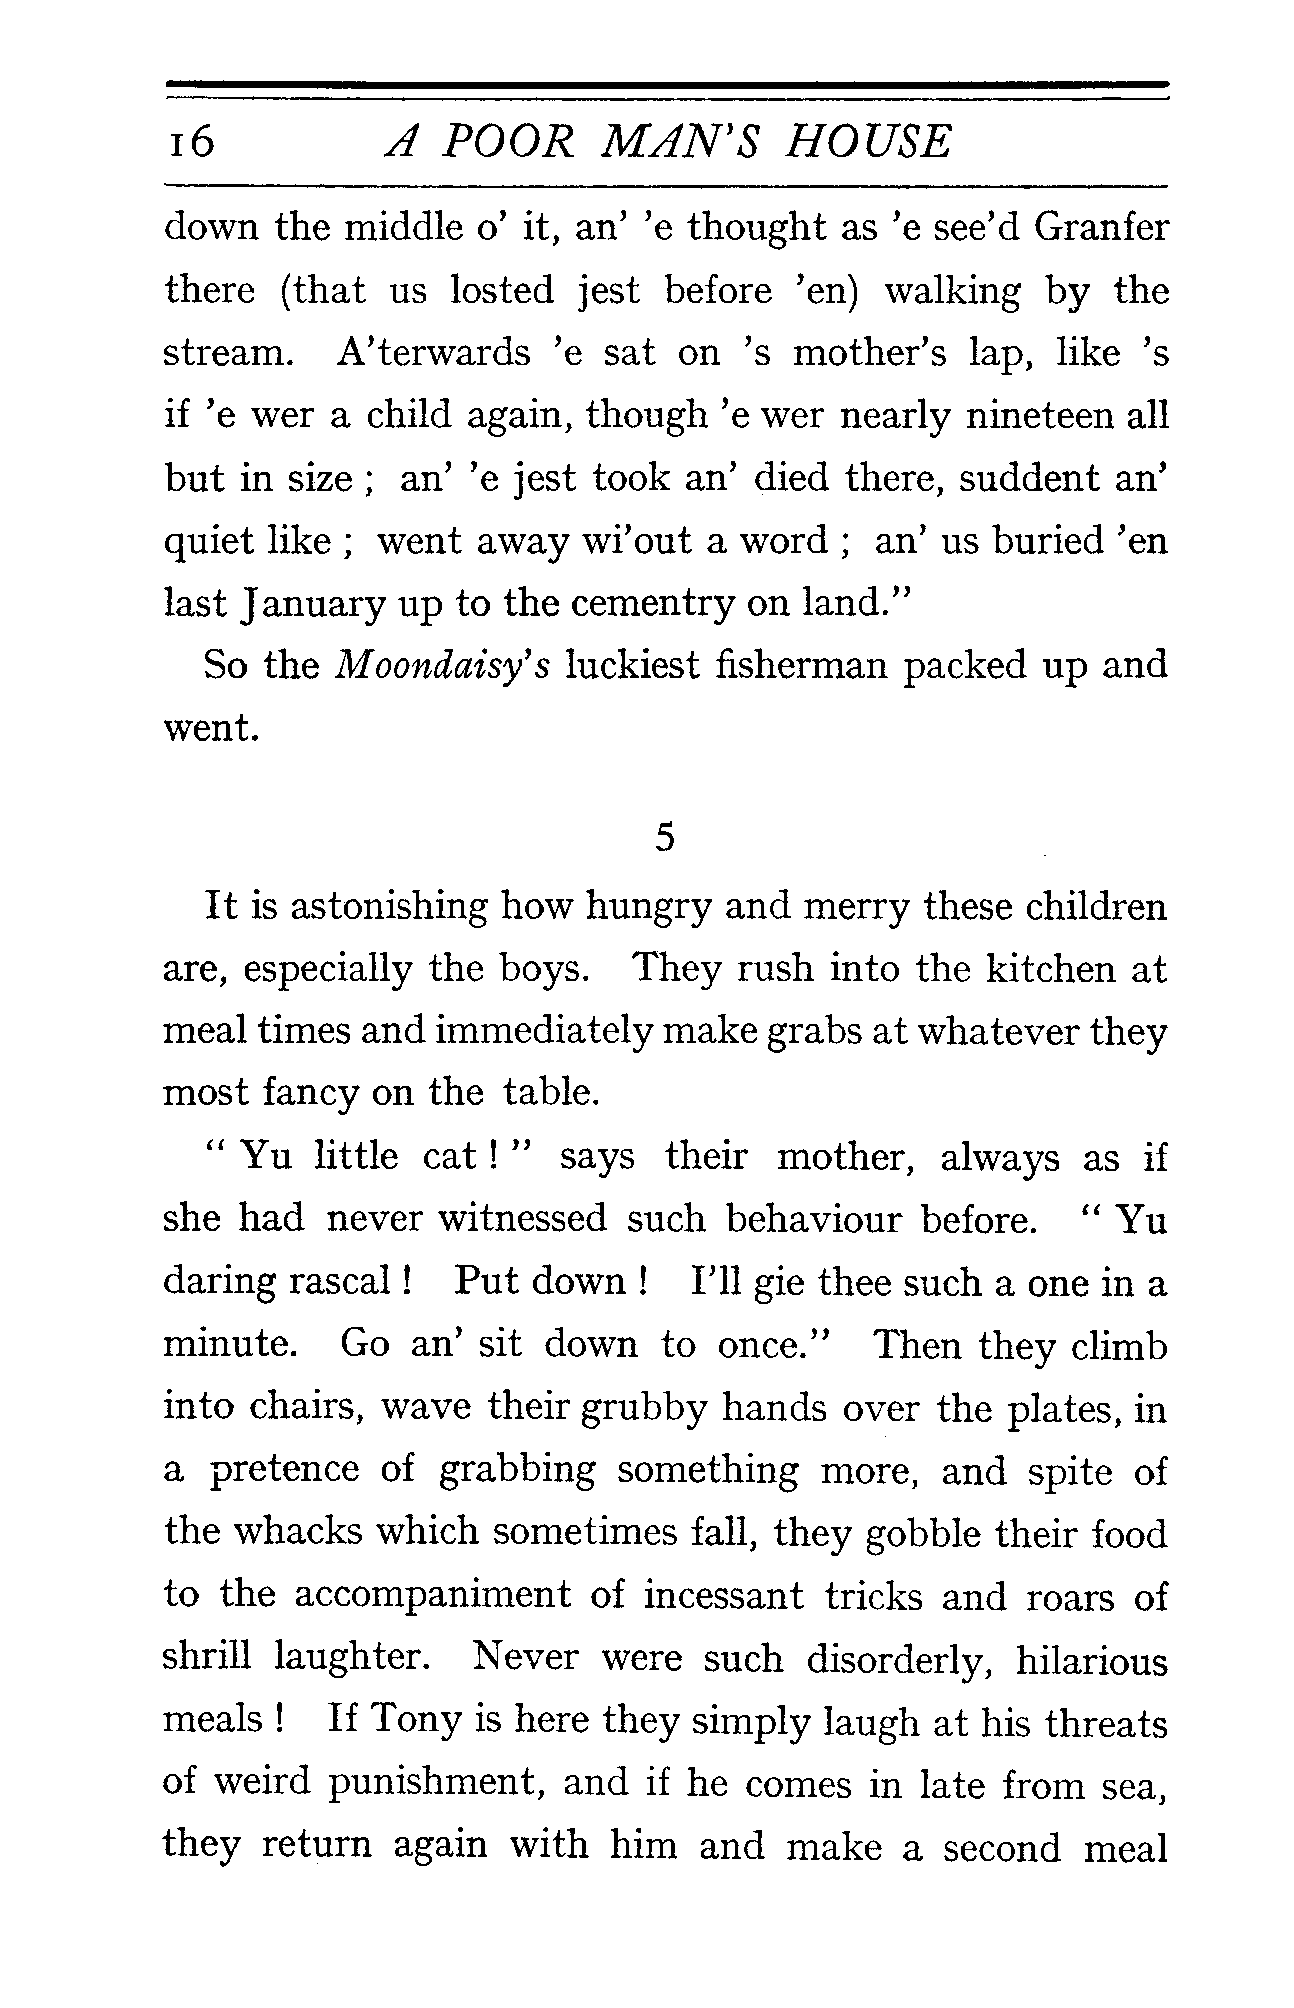 16 A POOR MAN'S HOUSE
down the middle o' it, an' 'e thought as 'e see'd Granfer
there (that us losted jest before 'en) walking by the
stream. A'terwards 'e sat on 's mother's lap, like 's
if 'e wer a child again, though 'e wer nearly nineteen all
but in size ; an' 'e jest took an' died there, suddent an'
quiet like ; went away wi'out a word ; an' us buried 'en
last January up to the cementry on land."
So the Moondaisy's luckiest fisherman packed up and
went.
5
It is astonishing how hungry and merry these children
are, especially the boys. They rush into the kitchen at
meal times and immediately make grabs at whatever they
most fancy on the table.
" Yu little cat ! " says their mother, always as if
she had never witnessed such behaviour before. " Yu
daring rascal ! Put down ! I'll gie thee such a one in a
minute. Go an' sit down to once." Then they climb
into chairs, wave their grubby hands over the plates, in
a pretence of grabbing something more, and spite of
the whacks which sometimes fall, they gobble their food
to the accompaniment of incessant tricks and roars of
shrill laughter. Never were such disorderly, hilarious
meals ! If Tony is here they simply laugh at his threats
of weird punishment, and if he comes in late from sea,
they return again with him and make a second meal